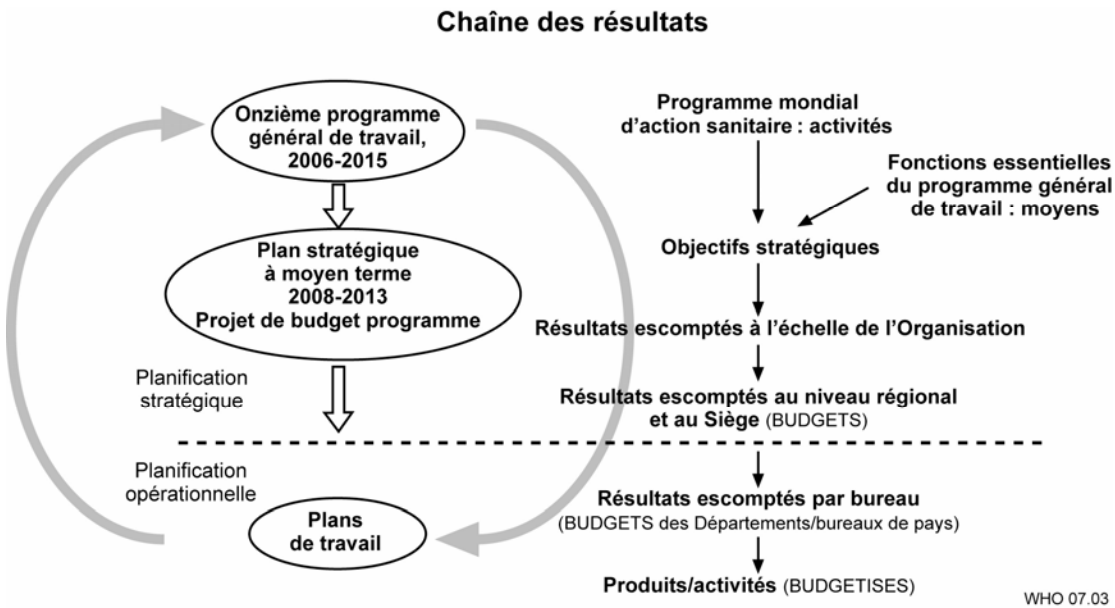 Chaîne des résultats
Onzième programme
général de travail,
2006-2015
Plan stratégique
à moyen terme
2008-2013
Projet de budget programme
Planification
stratégique
Planification
opérationnelle
Plans
de travail
Programme mondial
d'action sanitaire : activités
Fonctions essentielles
du programme général
de travail : moyens
Objectifs stratégiques
Résultats escomptés à l'échelle de l'Organisation
Résultats escomptés au niveau régional
et au Siège (BUDGETS)
Résultats escomptés par bureau
(BUDGETS des Départements/bureaux de pays)
Produits/activités (BUDGETISES)
WHO 07.03